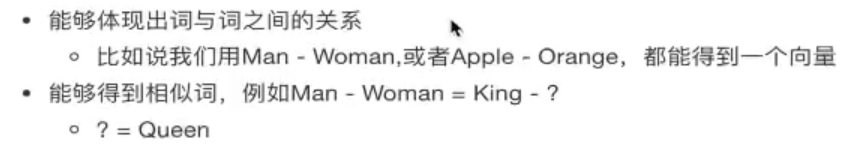 • 能够体现出词与词之间的关系
○ 比如说我们用Man - Woman,或者Apple - Orange，都能得到一个向量
• 能够得到相似词，例如Man - Woman = King - ?
○ ? = Queen